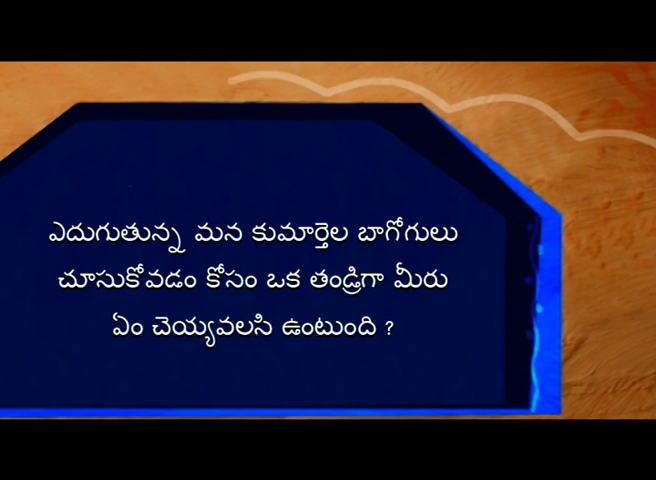 ఎదుగుతున్న మన కుమార్తెల బాగోగులు
చూసుకోవడం కోసం ఒక తండ్రిగా మీరు
ఏం చెయ్యవలసి ఉంటుంది ?